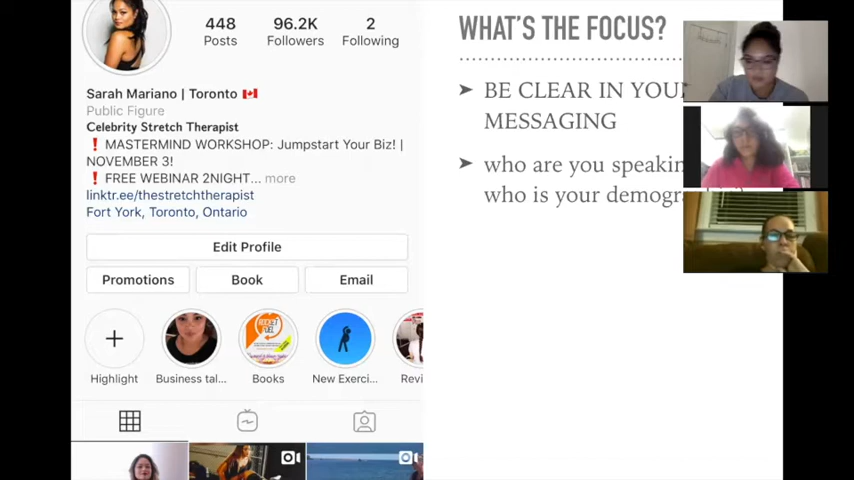 448
96.2K
2
Posts
Followers
Following
Sarah Mariano | Toronto 🇨🇦
Public Figure
Celebrity Stretch Therapist
❗ MASTERMIND WORKSHOP: Jumpstart Your Biz! |
NOVEMBER 3!
❗ FREE WEBINAR 2NIGHT... more
linktr.ee/thestretchtherapist
Fort York, Toronto, Ontario
Edit Profile
Promotions
Book
Email
Highlight
Business tal...
Books
New Exerci...
WHAT'S THE FOCUS?
➤ BE CLEAR IN YOU
MESSAGING
➤ who are you speakin
who is your demogr